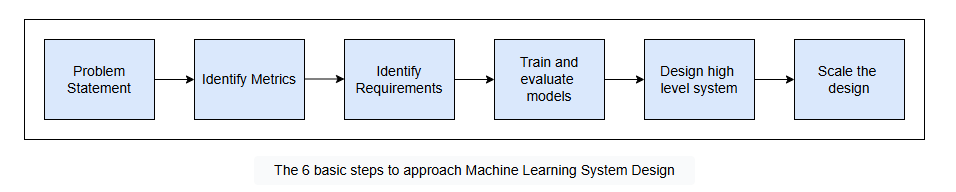 Problem
Statement
Identify Metrics
Identify
Requirements
Train and
evaluate
models
Design high
level system
Scale the
design
The 6 basic steps to approach Machine Learning System Design